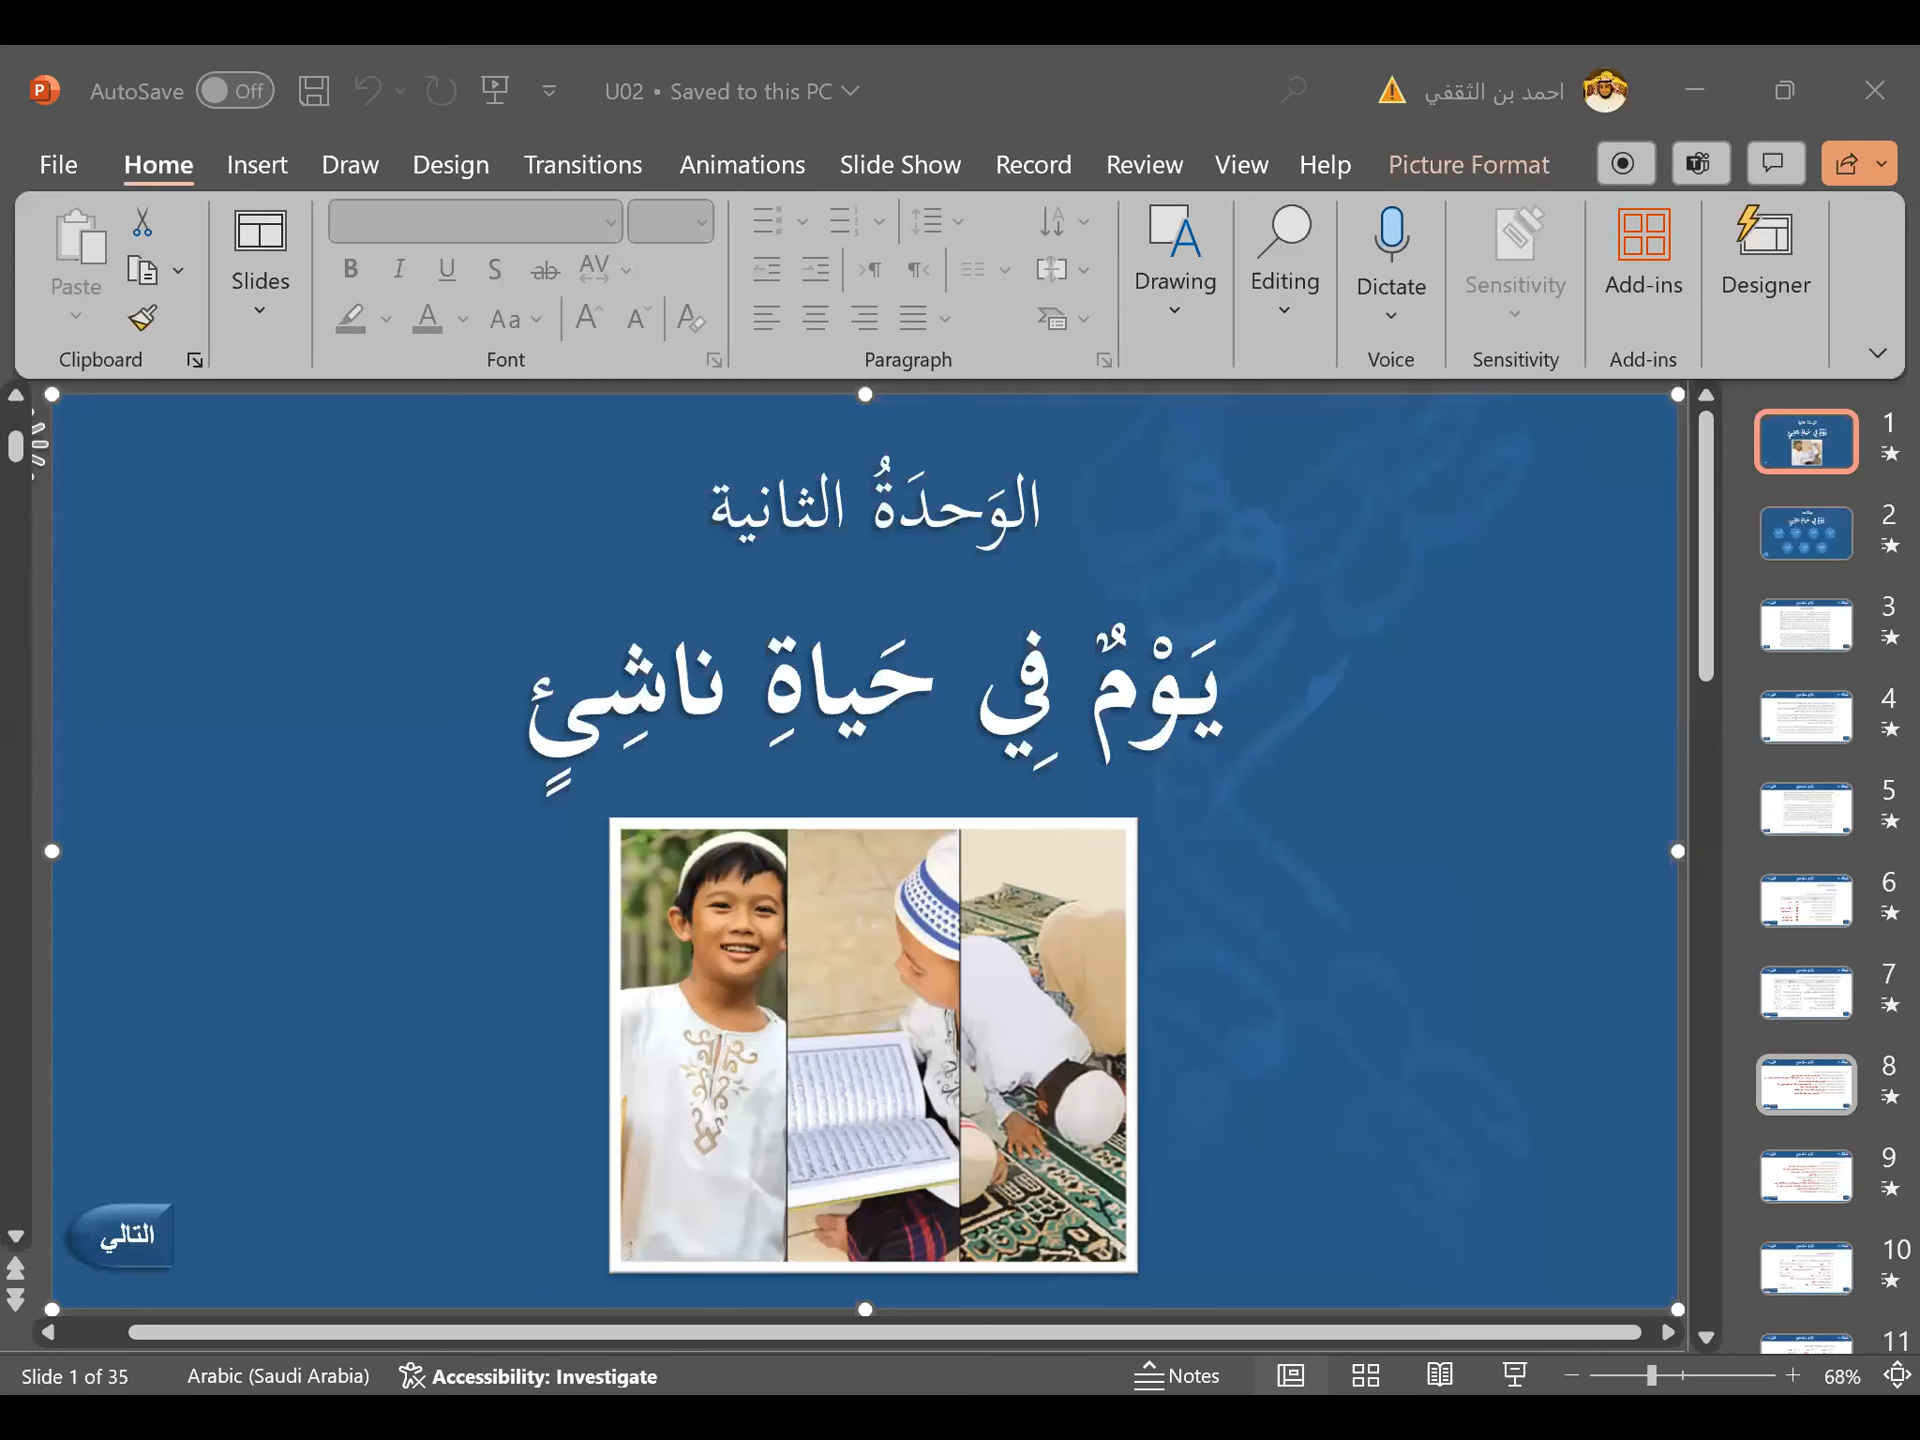 AutoSave Off U02 • Saved to this PC احمد بن الثقفي
File Home Insert Draw Design Transitions Animations Slide Show Record Review View Help Picture Format
Paste
Slides
Drawing
Editing
Dictate
Sensitivity
Add-ins
Designer
Clipboard Font Paragraph Voice Sensitivity Add-ins
الوَحدَةُ الثانية
يَوْمٌ فِي حَياةِ ناشِئٍ
التالي
1
2
3
4
5
6
7
8
9
10
11
Slide 1 of 35 Arabic (Saudi Arabia) Accessibility: Investigate Notes 68%